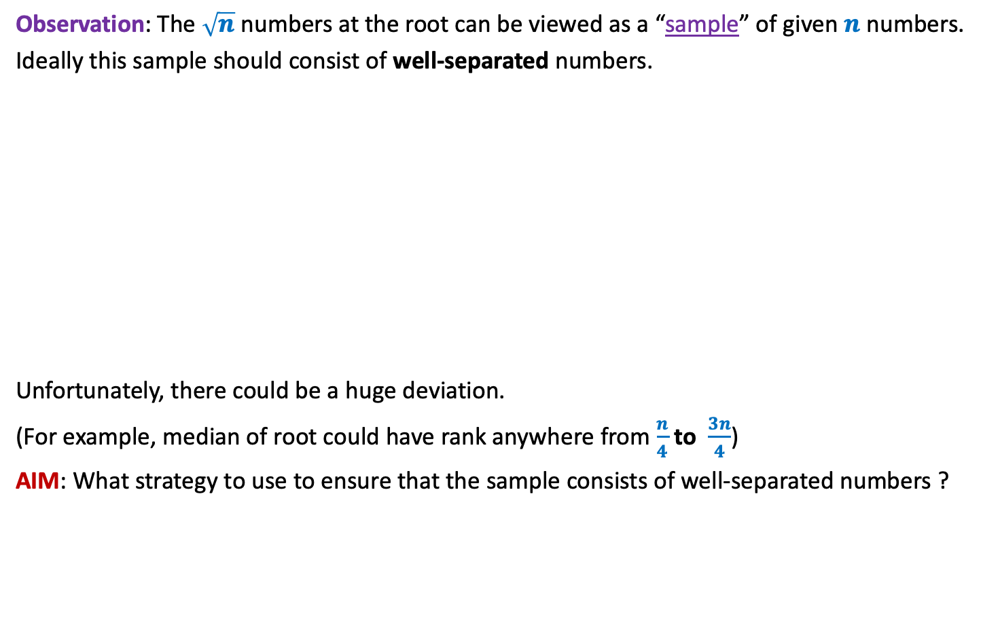 Observation: The √n numbers at the root can be viewed as a “sample” of given n numbers.
Ideally this sample should consist of well-separated numbers.
Unfortunately, there could be a huge deviation.
(For example, median of root could have rank anywhere from n/4 to 3n/4)
AIM: What strategy to use to ensure that the sample consists of well-separated numbers ?